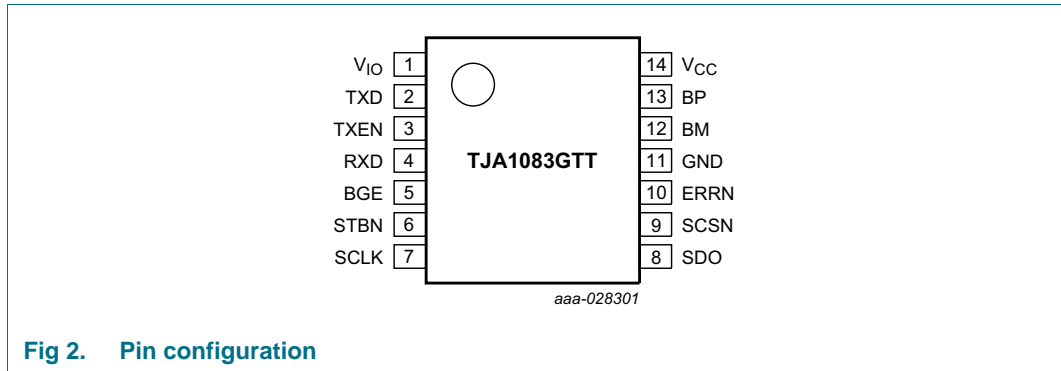 V_IO 1 14 V_CC
TXD 2 13 BP
TXEN 3 12 BM
RXD 4 TJA1083GTT 11 GND
BGE 5 10 ERRN
STBN 6 9 SCSN
SCLK 7 8 SDO
aaa-028301
Fig 2. Pin configuration